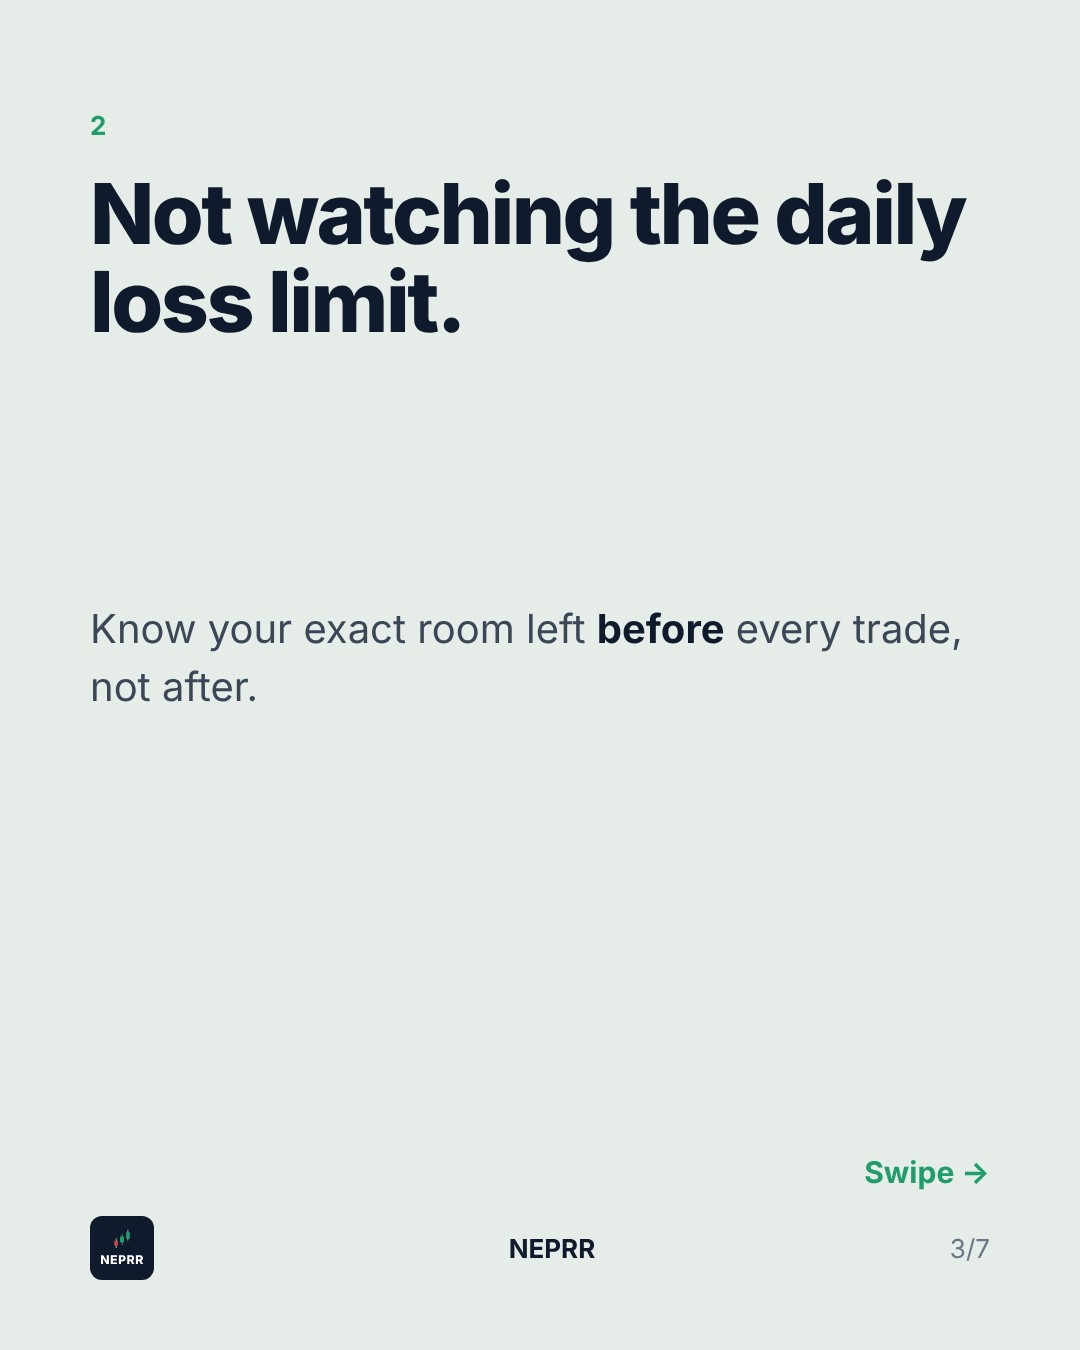 2
Not watching the daily
loss limit.
Know your exact room left before every trade,
not after.
Swipe →
NEPRR
NEPRR
3/7